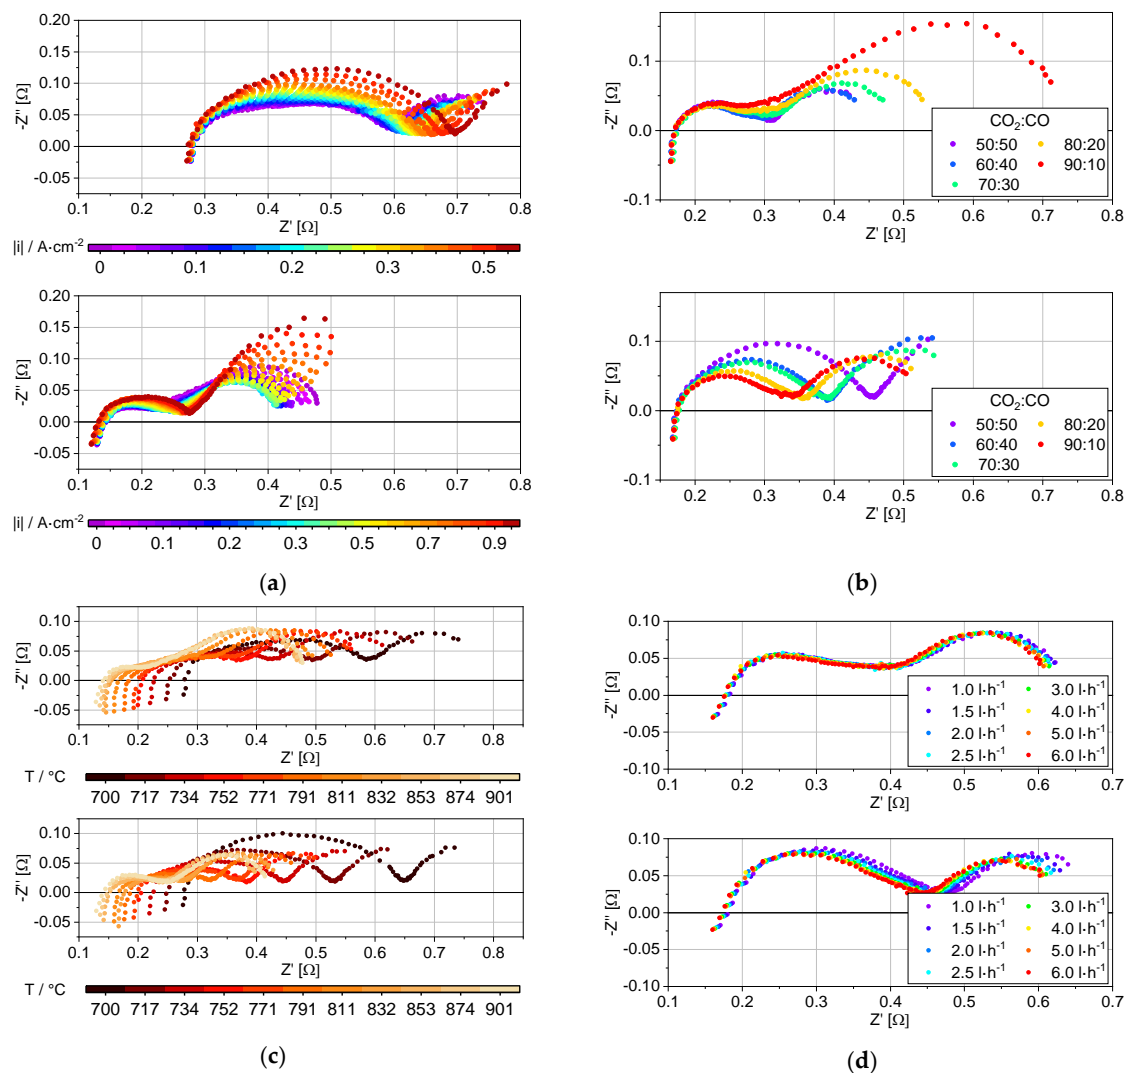 0.20
0.15
0.10
0.05
0.00
-0.05
-Z'' [Ω]
0.1 0.2 0.3 0.4 0.5 0.6 0.7 0.8
Z' [Ω]
|i| / A·cm-2
0 0.1 0.2 0.3 0.5
0.20
0.15
0.10
0.05
0.00
-0.05
-Z'' [Ω]
0.1 0.2 0.3 0.4 0.5 0.6 0.7 0.8
Z' [Ω]
|i| / A·cm-2
0 0.1 0.2 0.3 0.5 0.7 0.9
(a)
0.1
0.0
-0.1
-Z'' [Ω]
CO2:CO
50:50 80:20
60:40 90:10
70:30
0.2 0.3 0.4 0.5 0.6 0.7 0.8
Z' [Ω]
0.1
0.0
-0.1
-Z'' [Ω]
CO2:CO
50:50 80:20
60:40 90:10
70:30
0.2 0.3 0.4 0.5 0.6 0.7 0.8
Z' [Ω]
(b)
0.10
0.05
0.00
-0.05
-Z'' [Ω]
0.1 0.2 0.3 0.4 0.5 0.6 0.7 0.8
Z' [Ω]
T / °C
700 717 734 752 771 791 811 832 853 874 901
0.10
0.05
0.00
-0.05
-Z'' [Ω]
0.1 0.2 0.3 0.4 0.5 0.6 0.7 0.8
Z' [Ω]
T / °C
700 717 734 752 771 791 811 832 853 874 901
(c)
0.10
0.05
0.00
-0.05
-0.10
-Z'' [Ω]
1.0 l·h-1 3.0 l·h-1
1.5 l·h-1 4.0 l·h-1
2.0 l·h-1 5.0 l·h-1
2.5 l·h-1 6.0 l·h-1
0.1 0.2 0.3 0.4 0.5 0.6 0.7
Z' [Ω]
0.10
0.05
0.00
-0.05
-0.10
-Z'' [Ω]
1.0 l·h-1 3.0 l·h-1
1.5 l·h-1 4.0 l·h-1
2.0 l·h-1 5.0 l·h-1
2.5 l·h-1 6.0 l·h-1
0.1 0.2 0.3 0.4 0.5 0.6 0.7
Z' [Ω]
(d)